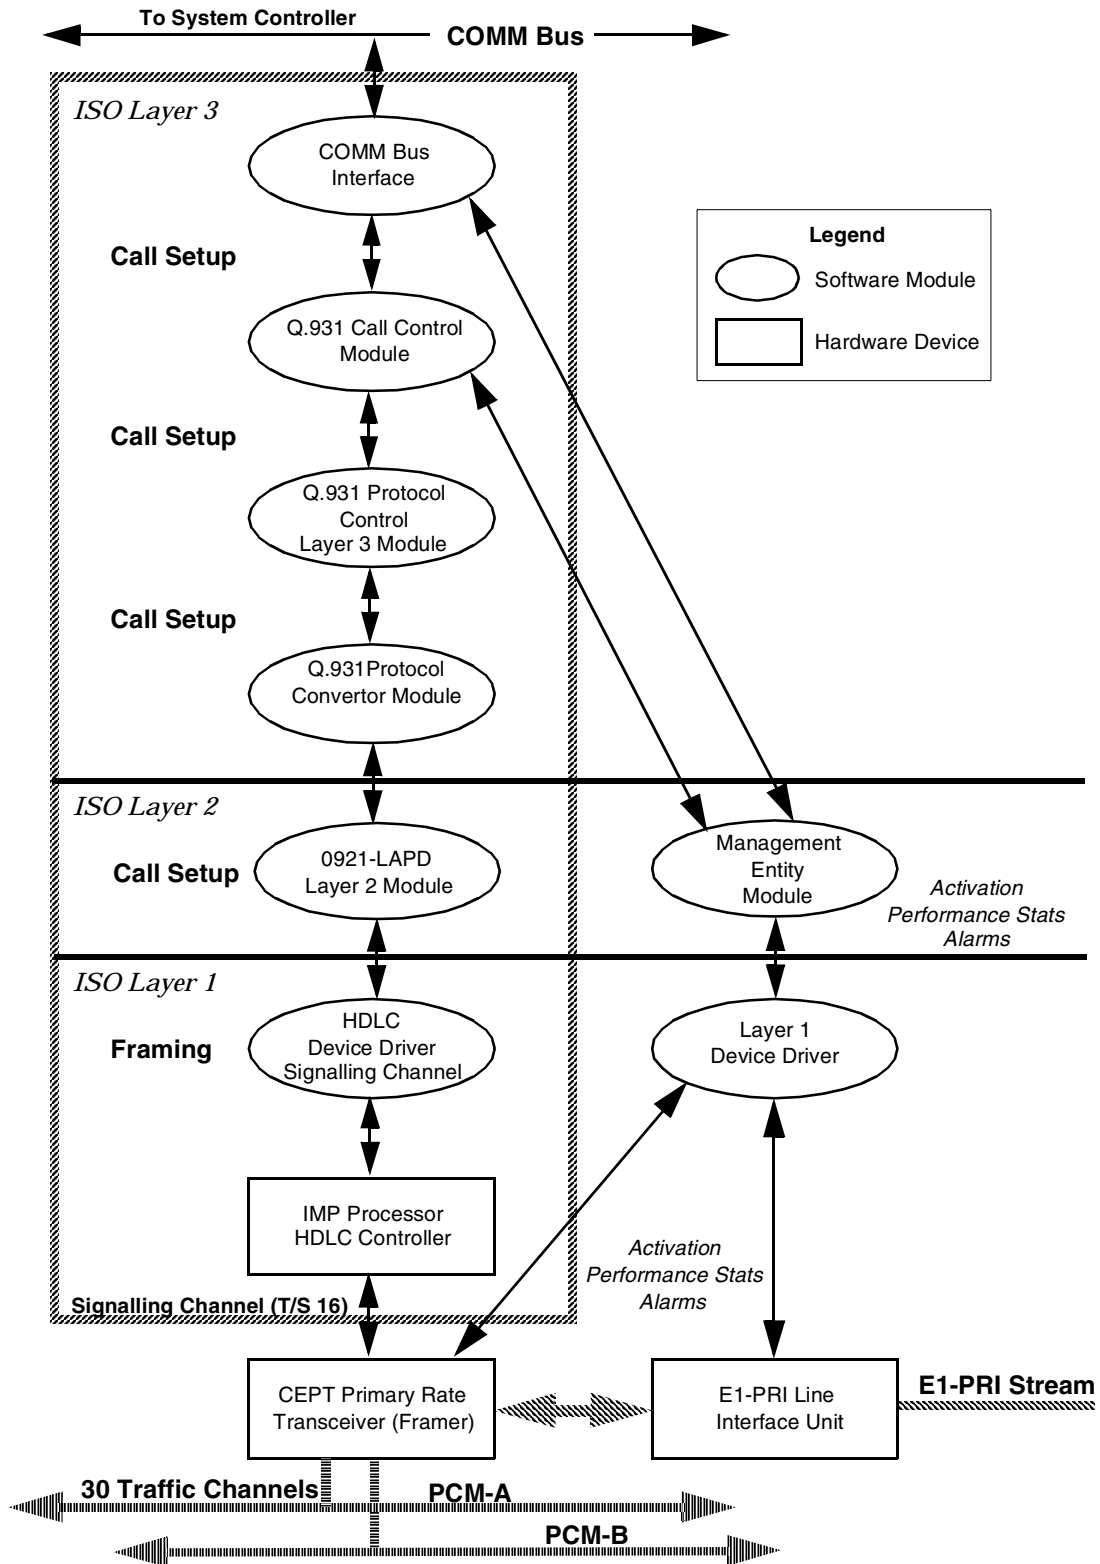 To System Controller
COMM Bus
ISO Layer 3
COMM Bus
Interface
Legend
Software Module
Hardware Device
Call Setup
Q.931 Call Control
Module
Call Setup
Q.931 Protocol
Control
Layer 3 Module
Call Setup
Q.931Protocol
Convertor Module
ISO Layer 2
Call Setup
0921-LAPD
Layer 2 Module
Management
Entity
Module
Activation
Performance Stats
Alarms
ISO Layer 1
Framing
HDLC
Device Driver
Signalling Channel
Layer 1
Device Driver
IMP Processor
HDLC Controller
Activation
Performance Stats
Alarms
Signalling Channel (T/S 16)
CEPT Primary Rate
Transceiver (Framer)
E1-PRI Line
Interface Unit
E1-PRI Stream
30 Traffic Channels
PCM-A
PCM-B